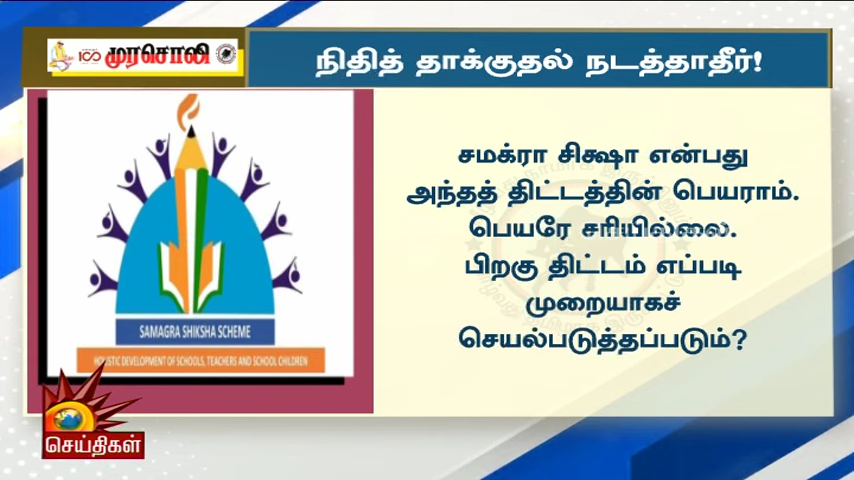 100 முரசொலி
நிதித் தாக்குதல் நடத்தாதீர்!
சமக்ரா சிக்ஷா என்பது
அந்தத் திட்டத்தின் பெயராம்.
பெயரே சரியில்லை.
பிறகு திட்டம் எப்படி
முறையாகச்
செயல்படுத்தப்படும்?
SAMAGRA SHIKSHA SCHEME
HOLISTIC DEVELOPMENT OF SCHOOLS, TEACHERS AND SCHOOL CHILDREN
செய்திகள்